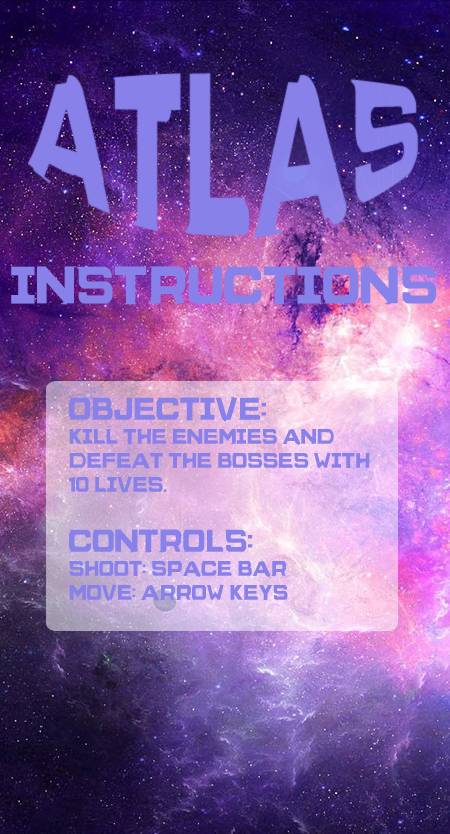 ATLAS
INSTRUCTIONS
OBJECTIVE:
KILL THE ENEMIES AND
DEFEAT THE BOSSES WITH
10 LIVES.
CONTROLS:
SHOOT: SPACE BAR
MOVE: ARROW KEYS